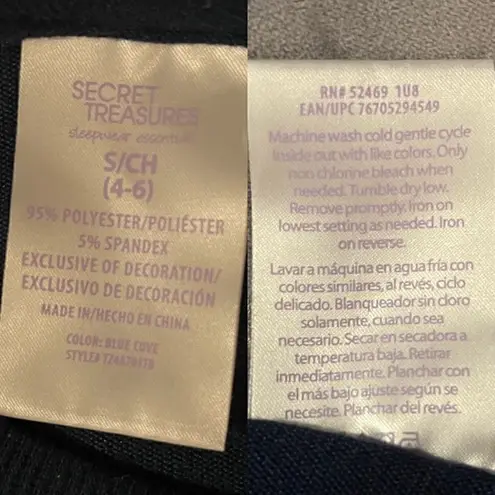 SECRET
TREASURES
sleepwear essentials
S/CH
(4-6)
95% POLYESTER/POLIÉSTER
5% SPANDEX
EXCLUSIVE OF DECORATION/
EXCLUSIVO DE DECORACIÓN
MADE IN/HECHO EN CHINA
COLOR: BLUE COVE
STYLE#
RN# 52469 1U8
EAN/UPC 76705294549
Machine wash cold gentle cycle
inside out with like colors. Only
non chlorine bleach when
needed. Tumble dry low.
Remove promptly. Iron on
lowest setting as needed. Iron
on reverse.
Lavar a máquina en agua fría con
colores similares, al revés, ciclo
delicado. Blanqueador sin cloro
solamente, cuando sea
necesario. Secar en secadora a
temperatura baja. Retirar
inmediatamente. Planchar con
el más bajo ajuste según se
necesite. Planchar del revés.